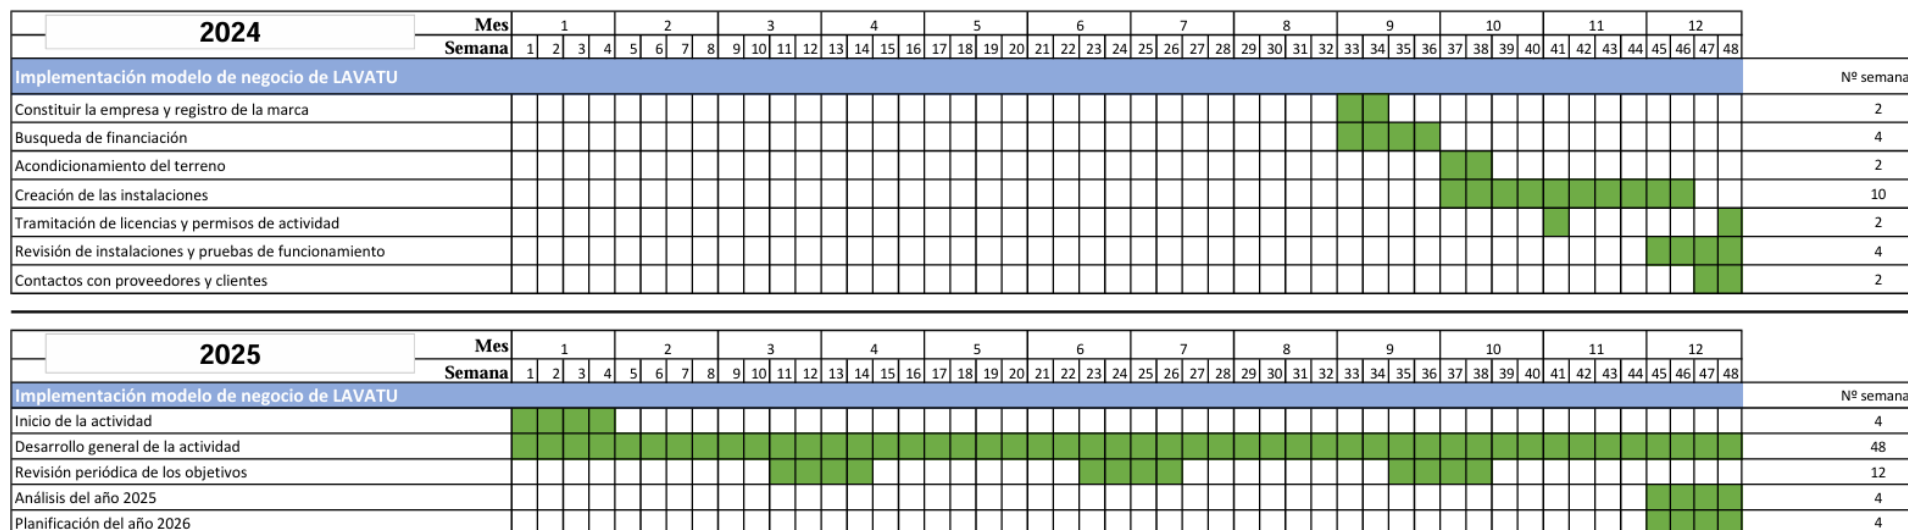 2024 Mes 1 2 3 4 5 6 7 8 9 10 11 12
Semana 1 2 3 4 5 6 7 8 9 10 11 12 13 14 15 16 17 18 19 20 21 22 23 24 25 26 27 28 29 30 31 32 33 34 35 36 37 38 39 40 41 42 43 44 45 46 47 48
Implementación modelo de negocio de LAVATU Nº semana
Constituir la empresa y registro de la marca 2
Busqueda de financiación 4
Acondicionamiento del terreno 2
Creación de las instalaciones 10
Tramitación de licencias y permisos de actividad 2
Revisión de instalaciones y pruebas de funcionamiento 4
Contactos con proveedores y clientes 2
2025 Mes 1 2 3 4 5 6 7 8 9 10 11 12
Semana 1 2 3 4 5 6 7 8 9 10 11 12 13 14 15 16 17 18 19 20 21 22 23 24 25 26 27 28 29 30 31 32 33 34 35 36 37 38 39 40 41 42 43 44 45 46 47 48
Implementación modelo de negocio de LAVATU Nº semana
Inicio de la actividad 4
Desarrollo general de la actividad 48
Revisión periódica de los objetivos 12
Análisis del año 2025 4
Planificación del año 2026 4